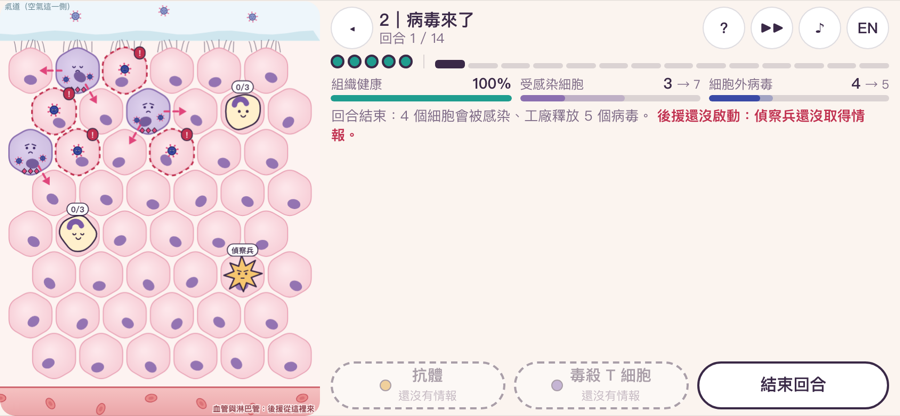 氣道（空氣這一側）
◂
2｜病毒來了
回合 1 / 14
?
EN
組織健康 100%
受感染細胞 3 → 7
細胞外病毒 4 → 5
回合結束：4 個細胞會被感染、工廠釋放 5 個病毒。 後援還沒啟動：偵察兵還沒取得情
報。
!
0/3
!
!
!
0/3
偵察兵
抗體
還沒有情報
毒殺 T 細胞
還沒有情報
結束回合
血管與淋巴管：後援從這裡來